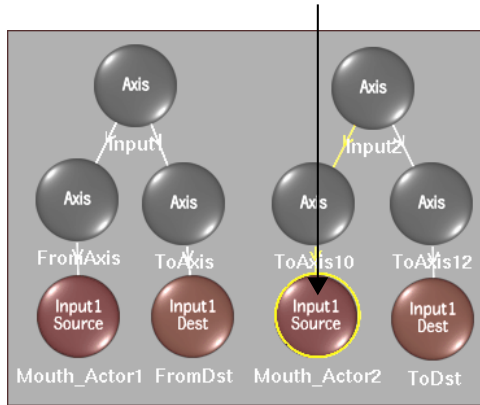 Axis
Axis
Input1
Input2
Axis
Axis
Axis
Axis
FromAxis
ToAxis
ToAxis10
ToAxis12
Input1
Source
Input1
Dest
Input1
Source
Input1
Dest
Mouth_Actor1
FromDst
Mouth_Actor2
ToDst